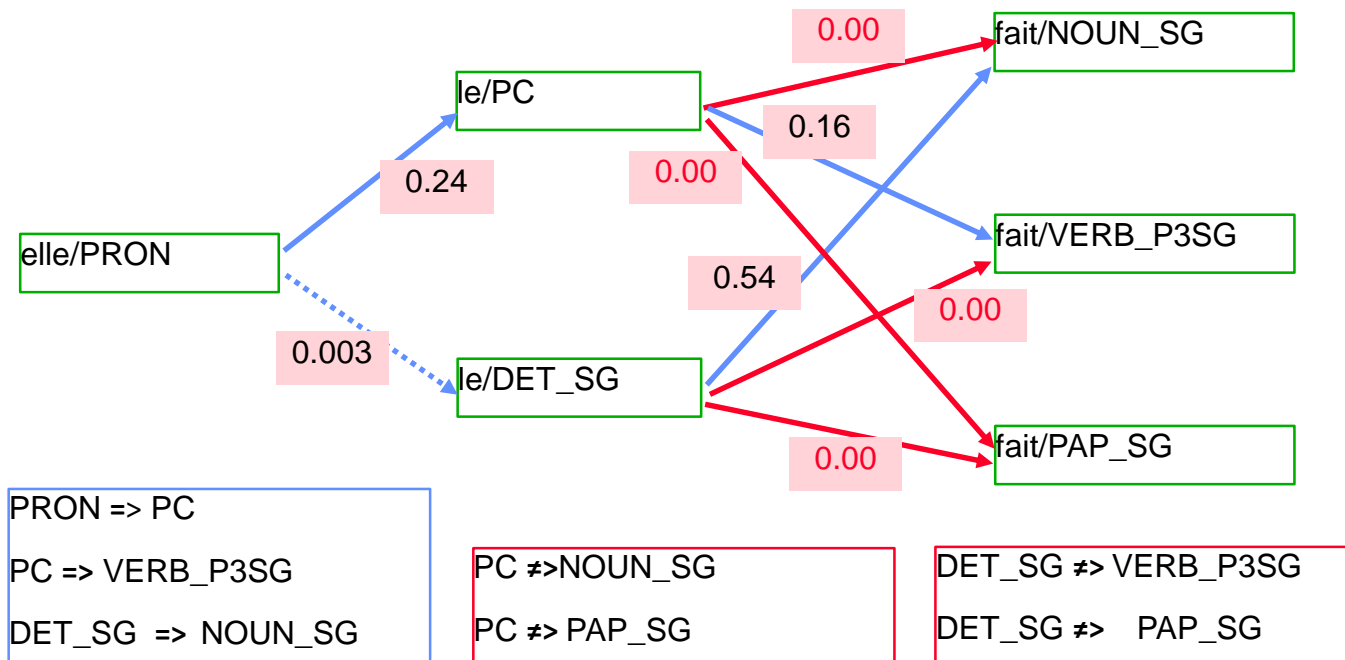 0.00
fait/NOUN_SG
le/PC
0.16
0.00
0.24
elle/PRON
fait/VERB_P3SG
0.54
0.00
0.003
le/DET_SG
0.00
fait/PAP_SG
PRON => PC
PC => VERB_P3SG
DET_SG => NOUN_SG
PC ≠>NOUN_SG
PC ≠> PAP_SG
DET_SG ≠> VERB_P3SG
DET_SG ≠> PAP_SG